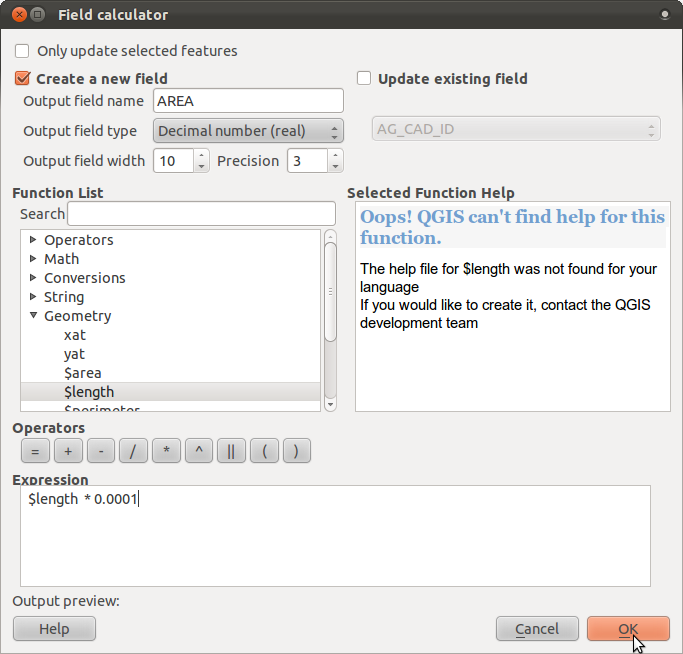 Field calculator
Only update selected features
Create a new field
Update existing field
Output field name AREA
Output field type Decimal number (real)
AG_CAD_ID
Output field width 10 Precision 3
Function List
Selected Function Help
Search
Oops! QGIS can't find help for this
function.
Operators
Math
Conversions
String
Geometry
xat
yat
$area
$length
$perimeter
The help file for $length was not found for your
language
If you would like to create it, contact the QGIS
development team
Operators
= + - / * ^ || ( )
Expression
$length * 0.0001
Output preview:
Help
Cancel
OK